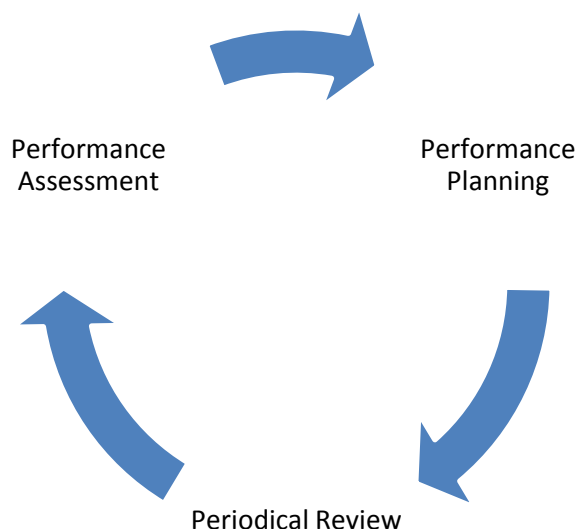 Performance
Assessment
Performance
Planning
Periodical Review